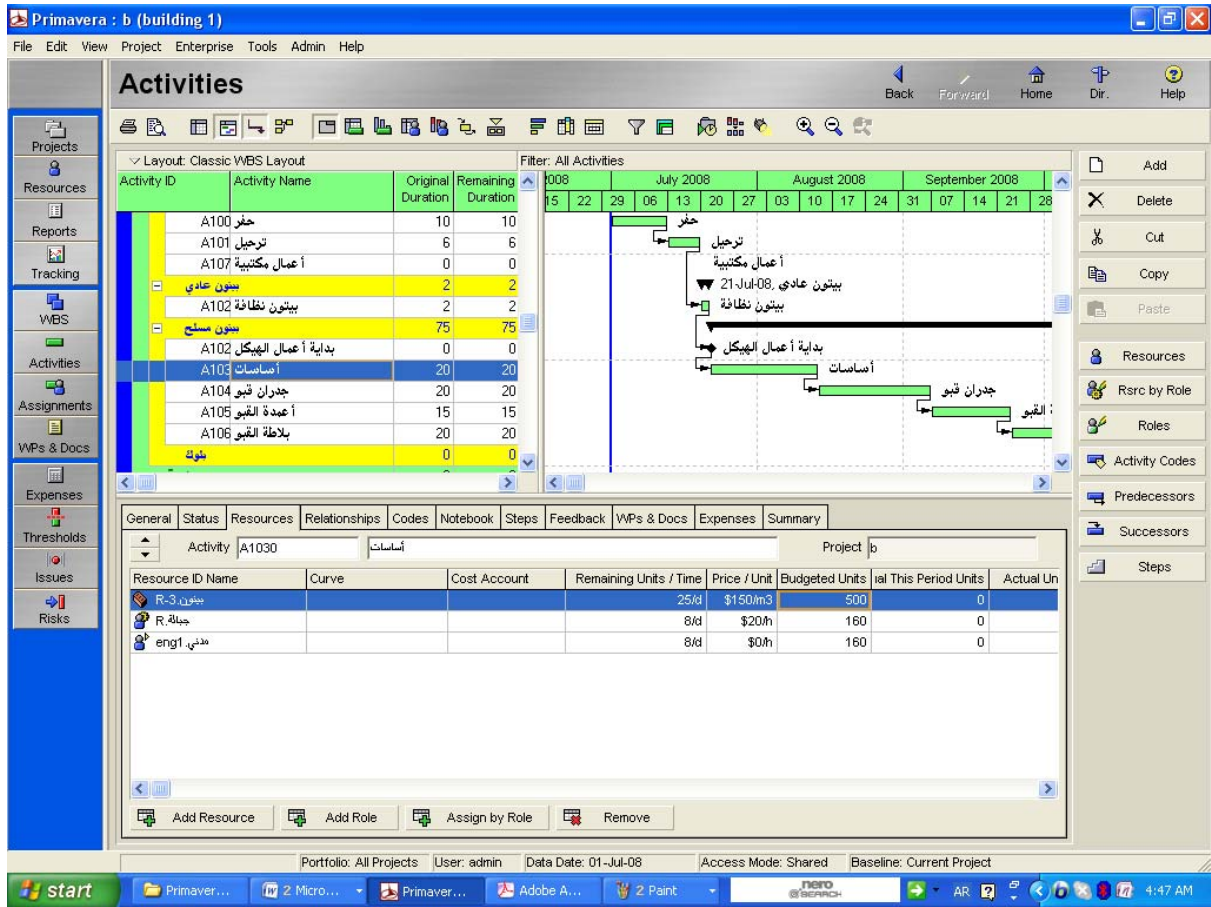 Primavera : b (building 1)
File Edit View Project Enterprise Tools Admin Help
Activities
Back Forward Home Dir. Help
Projects
Resources
Reports
Tracking
WBS
Activities
Assignments
WPs & Docs
Expenses
Thresholds
Issues
Risks
Layout: Classic WBS Layout Filter: All Activities
Activity ID Activity Name Original Duration Remaining Duration
2008 July 2008 August 2008 September 2008
15 22 29 06 13 20 27 03 10 17 24 31 07 14 21 28
A100 حفر 10 10
A101 ترحيل 6 6
A107 أعمال مكتبية 0 0
بيتون عادي 2 2
A102 بيتون نظافة 2 2
بيتون مسلح 75 75
A102 بداية أعمال الهيكل 0 0
A103 أساسات 20 20
A104 جدران قبو 20 20
A105 أعمدة القبو 15 15
A106 بلاطة القبو 20 20
بلوك 0 0
حفر
ترحيل
أعمال مكتبية
21-Jul-08, بيتون عادي
بيتون نظافة
بداية أعمال الهيكل
أساسات
جدران قبو
القبو
Add
Delete
Cut
Copy
Paste
Resources
Rsrc by Role
Roles
Activity Codes
Predecessors
Successors
Steps
General Status Resources Relationships Codes Notebook Steps Feedback WPs & Docs Expenses Summary
Activity A1030 أساسات Project b
Resource ID Name Curve Cost Account Remaining Units / Time Price / Unit Budgeted Units ial This Period Units Actual Un
R-3.بيتون 25/d $150/m3 500 0
R.جبالة 8/d $20/h 160 0
eng1.مدني 8/d $0/h 160 0
Add Resource Add Role Assign by Role Remove
Portfolio: All Projects User: admin Data Date: 01-Jul-08 Access Mode: Shared Baseline: Current Project
start Primaver... 2 Micro... Primaver... Adobe A... 2 Paint nero SEARCH AR 4:47 AM